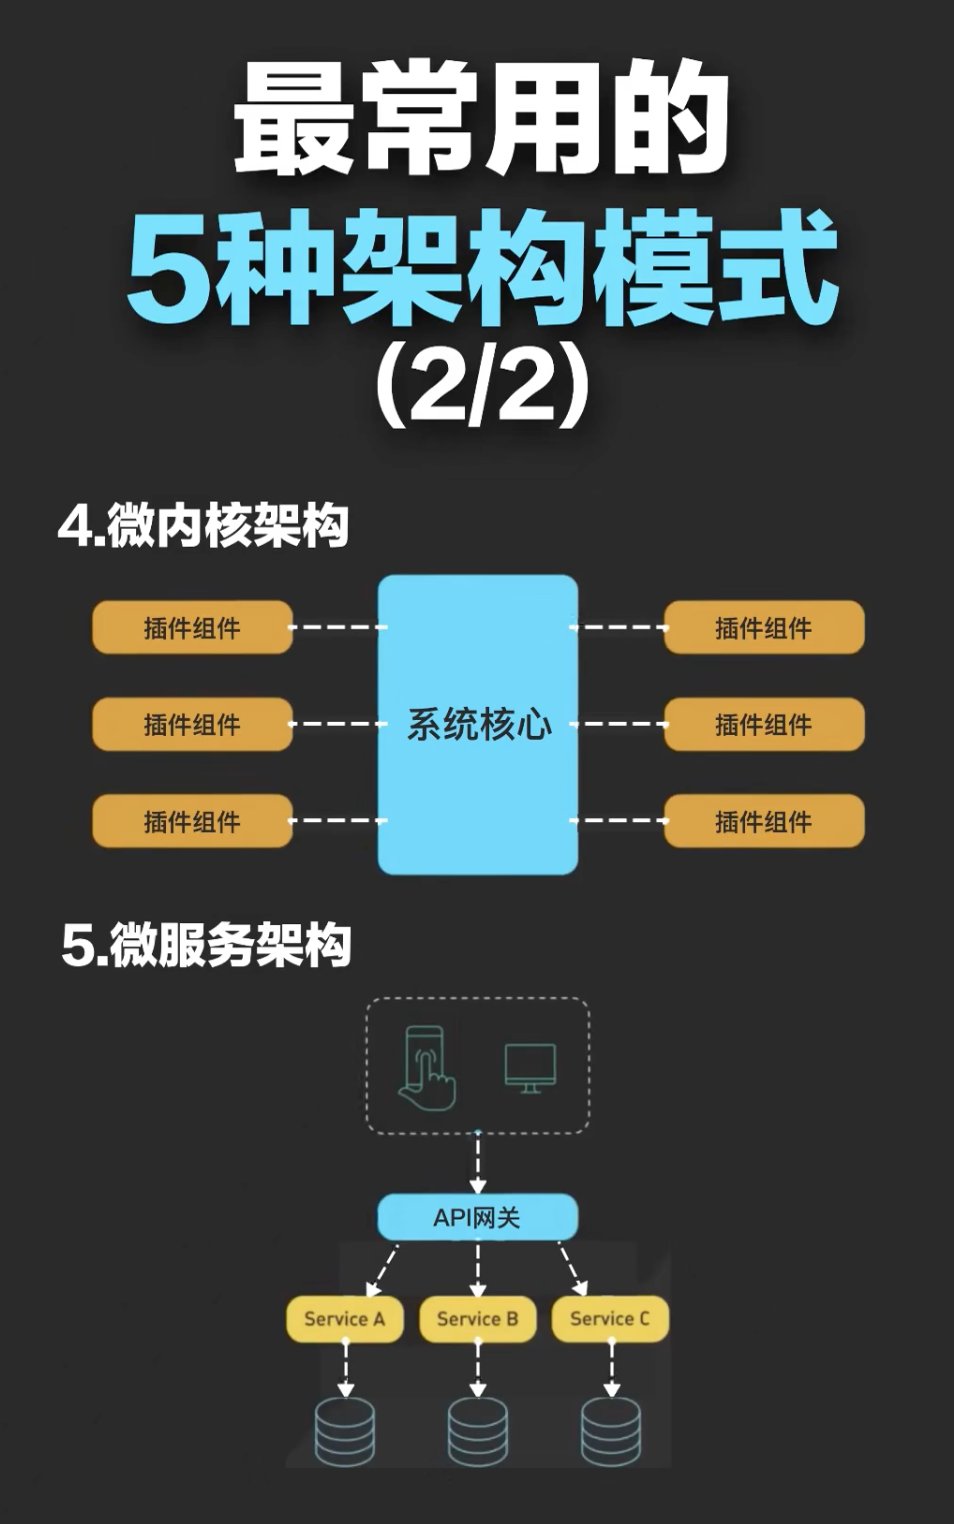 最常用的
5种架构模式
(2/2)
4.微内核架构
插件组件
插件组件
插件组件
系统核心
插件组件
插件组件
插件组件
5.微服务架构
API网关
Service A
Service B
Service C